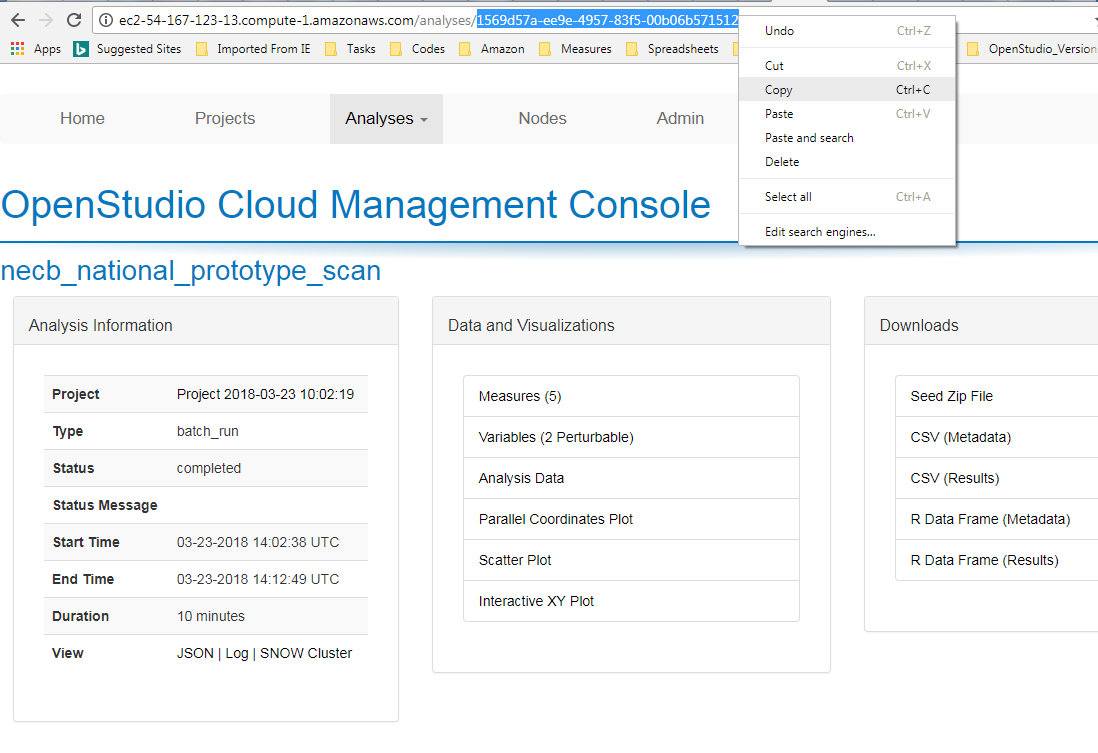 ec2-54-167-123-13.compute-1.amazonaws.com/analyses/1569d57a-ee9e-4957-83f5-00b06b571512
Apps Suggested Sites Imported From IE Tasks Codes Amazon Measures Spreadsheets OpenStudio_Version
Undo Ctrl+Z
Cut Ctrl+X
Copy Ctrl+C
Paste Ctrl+V
Paste and search
Delete
Select all Ctrl+A
Edit search engines...
Home Projects Analyses Nodes Admin
OpenStudio Cloud Management Console
necb_national_prototype_scan
Analysis Information
Project Project 2018-03-23 10:02:19
Type batch_run
Status completed
Status Message
Start Time 03-23-2018 14:02:38 UTC
End Time 03-23-2018 14:12:49 UTC
Duration 10 minutes
View JSON | Log | SNOW Cluster
Data and Visualizations
Measures (5)
Variables (2 Perturbable)
Analysis Data
Parallel Coordinates Plot
Scatter Plot
Interactive XY Plot
Downloads
Seed Zip File
CSV (Metadata)
CSV (Results)
R Data Frame (Metadata)
R Data Frame (Results)